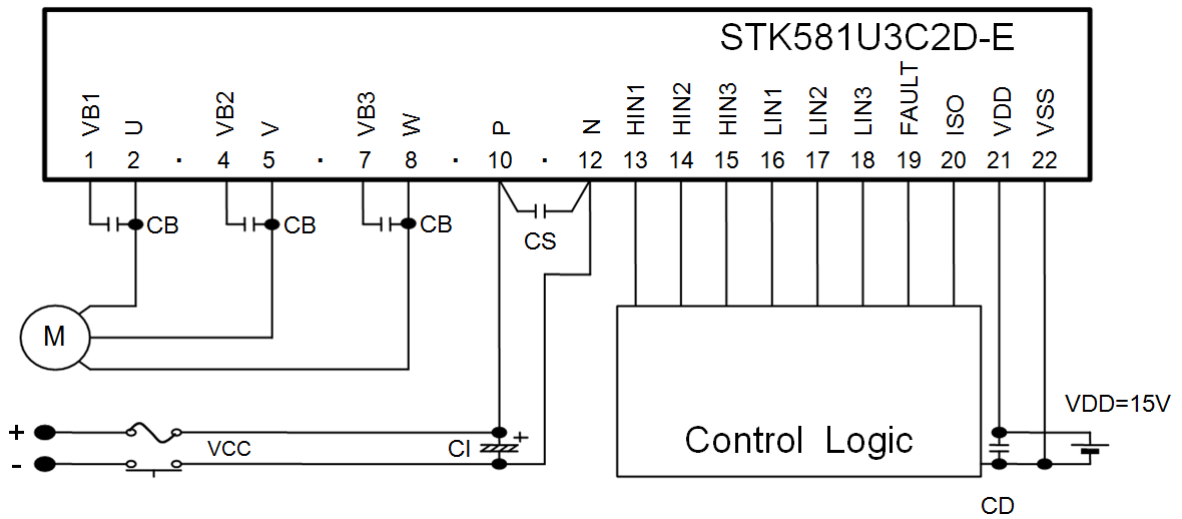 STK581U3C2D-E
VB1 U VB2 V VB3 W P N HIN1 HIN2 HIN3 LIN1 LIN2 LIN3 FAULT ISO VDD VSS
1 2 · 4 5 · 7 8 · 10 · 12 13 14 15 16 17 18 19 20 21 22
CB CB CB CS
M
VDD=15V
+ VCC CI +
-
Control Logic
CD